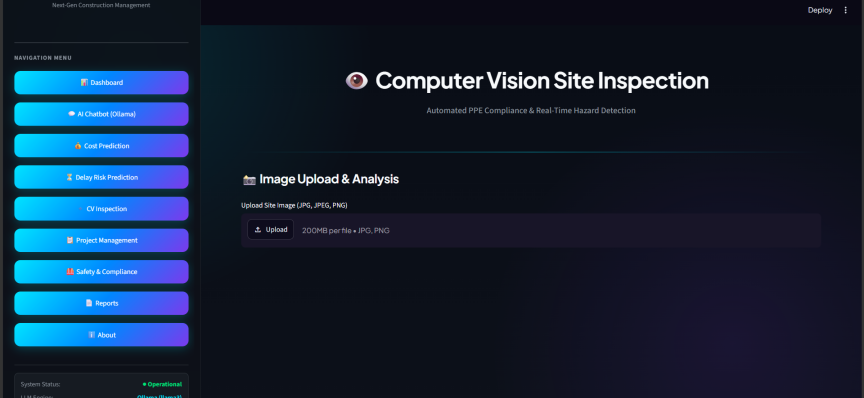 Next-Gen Construction Management
Deploy
NAVIGATION MENU
📊 Dashboard
💬 AI Chatbot (Ollama)
💰 Cost Prediction
⏳ Delay Risk Prediction
CV Inspection
📅 Project Management
🦺 Safety & Compliance
📄 Reports
ℹ️ About
System Status:
● Operational
LLM Engine:
Ollama (llama3)
👁️ Computer Vision Site Inspection
Automated PPE Compliance & Real-Time Hazard Detection
📸 Image Upload & Analysis
Upload Site Image (JPG, JPEG, PNG)
Upload
200MB per file • JPG, PNG